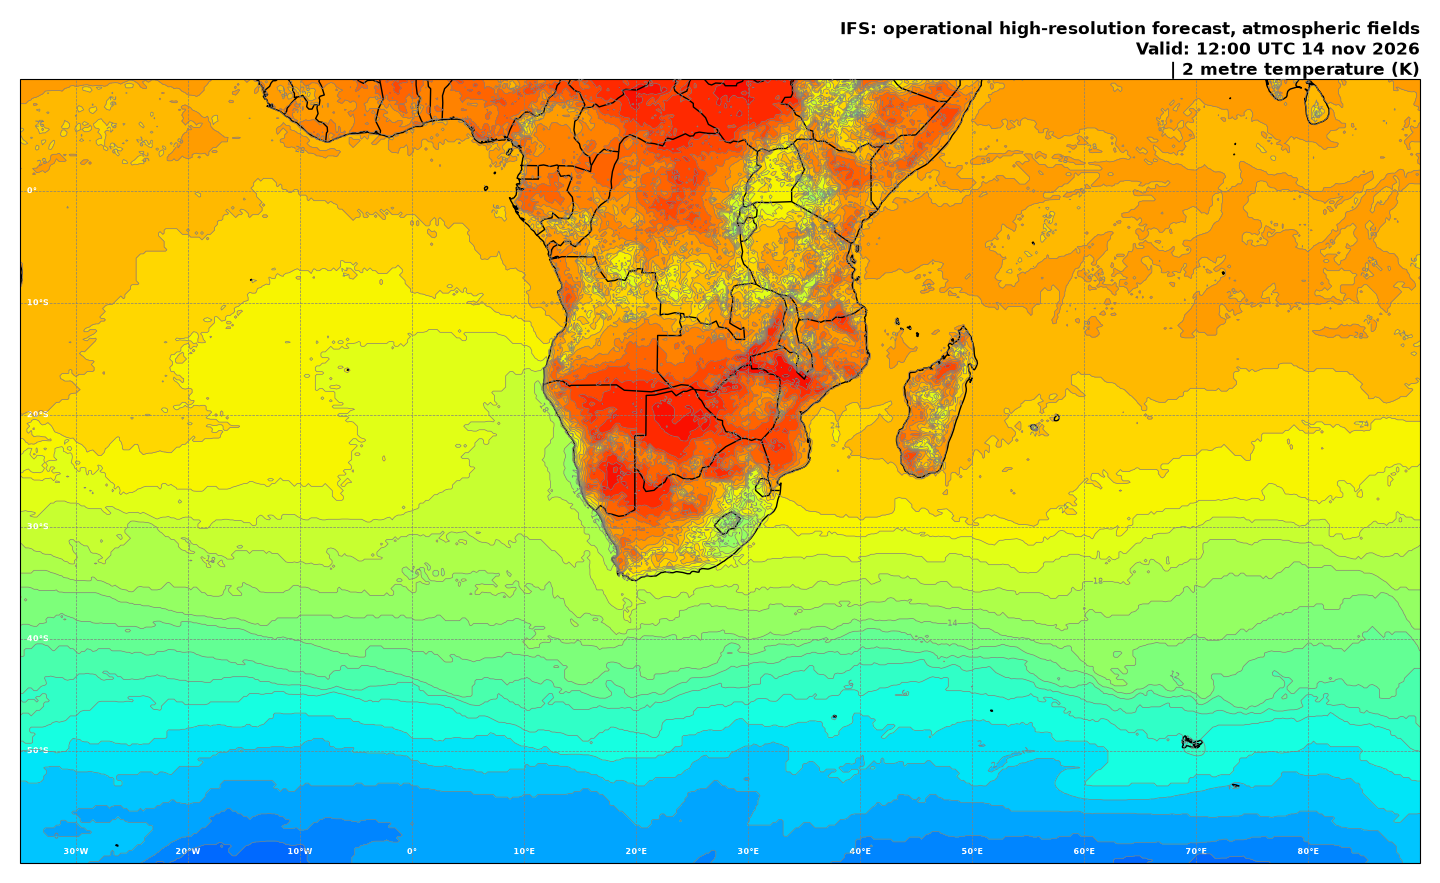 IFS: operational high-resolution forecast, atmospheric fields
Valid: 12:00 UTC 14 nov 2026
| 2 metre temperature (K)
0°
10°S
20°S
30°S
40°S
50°S
24
18
14
30°W
20°W
10°W
0°
10°E
20°E
30°E
40°E
50°E
60°E
70°E
80°E